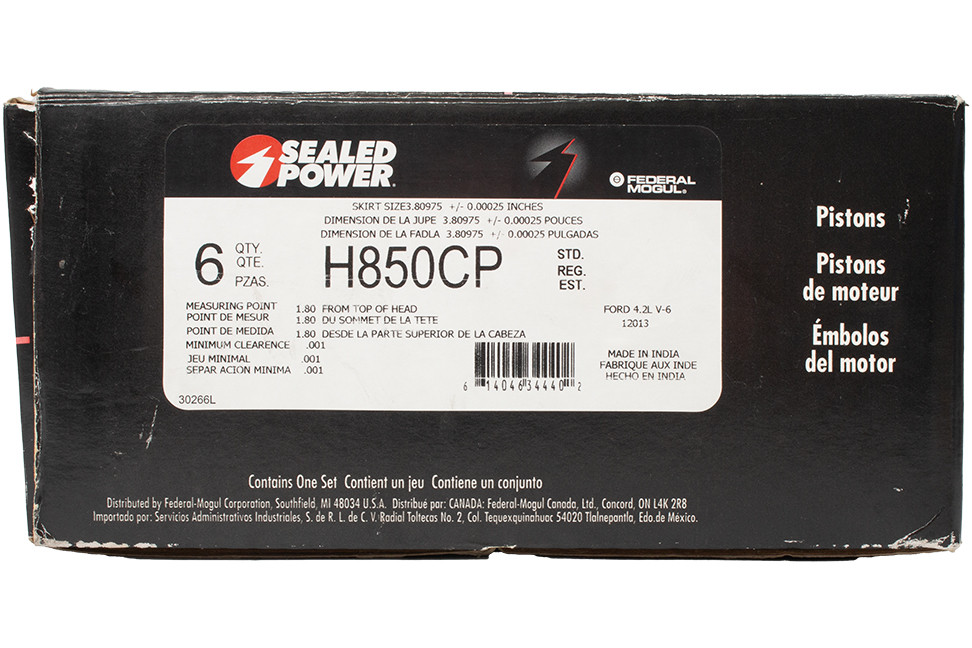 SEALED
POWER®
FEDERAL
MOGUL®
SKIRT SIZE3.80975 +/- 0.00025 INCHES
DIMENSION DE LA JUPE 3.80975 +/- 0.00025 POUCES
DIMENSION DE LA FADLA 3.80975 +/- 0.00025 PULGADAS
6
QTY.
QTE.
PZAS.
H850CP
STD.
REG.
EST.
MEASURING POINT 1.80 FROM TOP OF HEAD
POINT DE MESUR 1.80 DU SOMMET DE LA TETE
POINT DE MEDIDA 1.80 DESDE LA PARTE SUPERIOR DE LA CABEZA
MINIMUM CLEARENCE .001
JEU MINIMAL .001
SEPAR ACION MINIMA .001
FORD 4.2L V-6
12013
MADE IN INDIA
FABRIQUE AUX INDE
HECHO EN INDIA
6 14046 34440 2
30266L
Pistons
Pistons
de moteur
Émbolos
del motor
Contains One Set Contient un jeu Contiene un conjunto
Distributed by Federal-Mogul Corporation, Southfield, MI 48034 U.S.A. Distribué par: CANADA: Federal-Mogul Canada, Ltd., Concord, ON L4K 2R8
Importado por: Servicios Administrativos Industriales, S. de R. L. de C. V. Radial Toltecas No. 2, Col. Tequexquinahuac 54020 Tlalnepantla, Edo.de México.